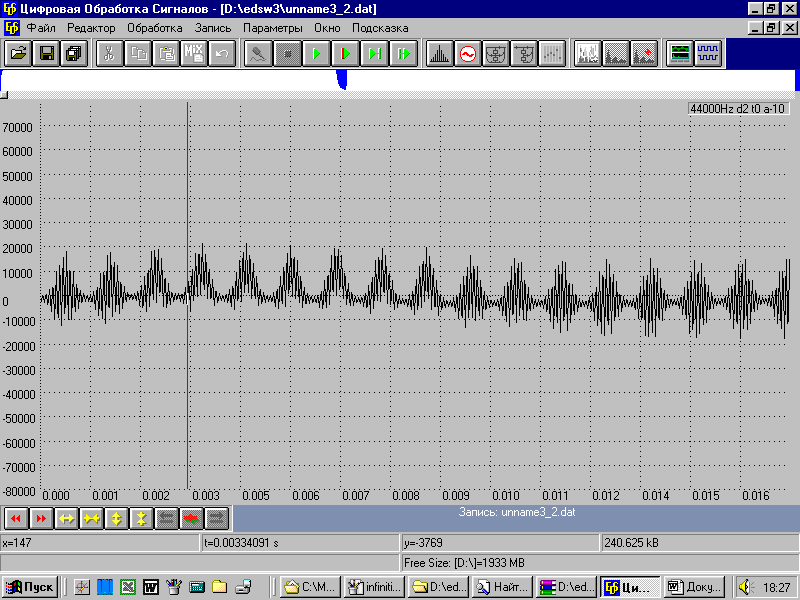 Цифровая Обработка Сигналов - [D:\edsw3\unname3_2.dat]
Файл Редактор Обработка Запись Параметры Окно Подсказка
MiX
44000Hz d2 t0 a-10
70000
60000
50000
40000
30000
20000
10000
0
-10000
-20000
-30000
-40000
-50000
-60000
-70000
-80000
0.000 0.001 0.002 0.003 0.005 0.006 0.007 0.008 0.009 0.010 0.011 0.012 0.014 0.015 0.016
Запись: unname3_2.dat
x=147 t=0.00334091 s y=-3769 240.625 kB
Free Size: [D:\]=1933 MB
Пуск C:\M... infiniti... D:\ed... Найт... D:\ed... Ци... Доку... 18:27